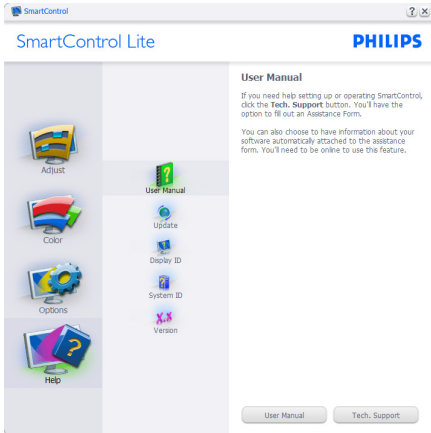 SmartControl
SmartControl Lite
PHILIPS
Adjust
Color
Options
Help
User Manual
Update
Display ID
System ID
X.X
Version
User Manual
If you need help setting up or operating SmartControl,
click the Tech. Support button. You'll have the
option to fill out an Assistance Form.
You can also choose to have information about your
software automatically attached to the assistance
form. You'll need to be online to use this feature.
User Manual
Tech. Support